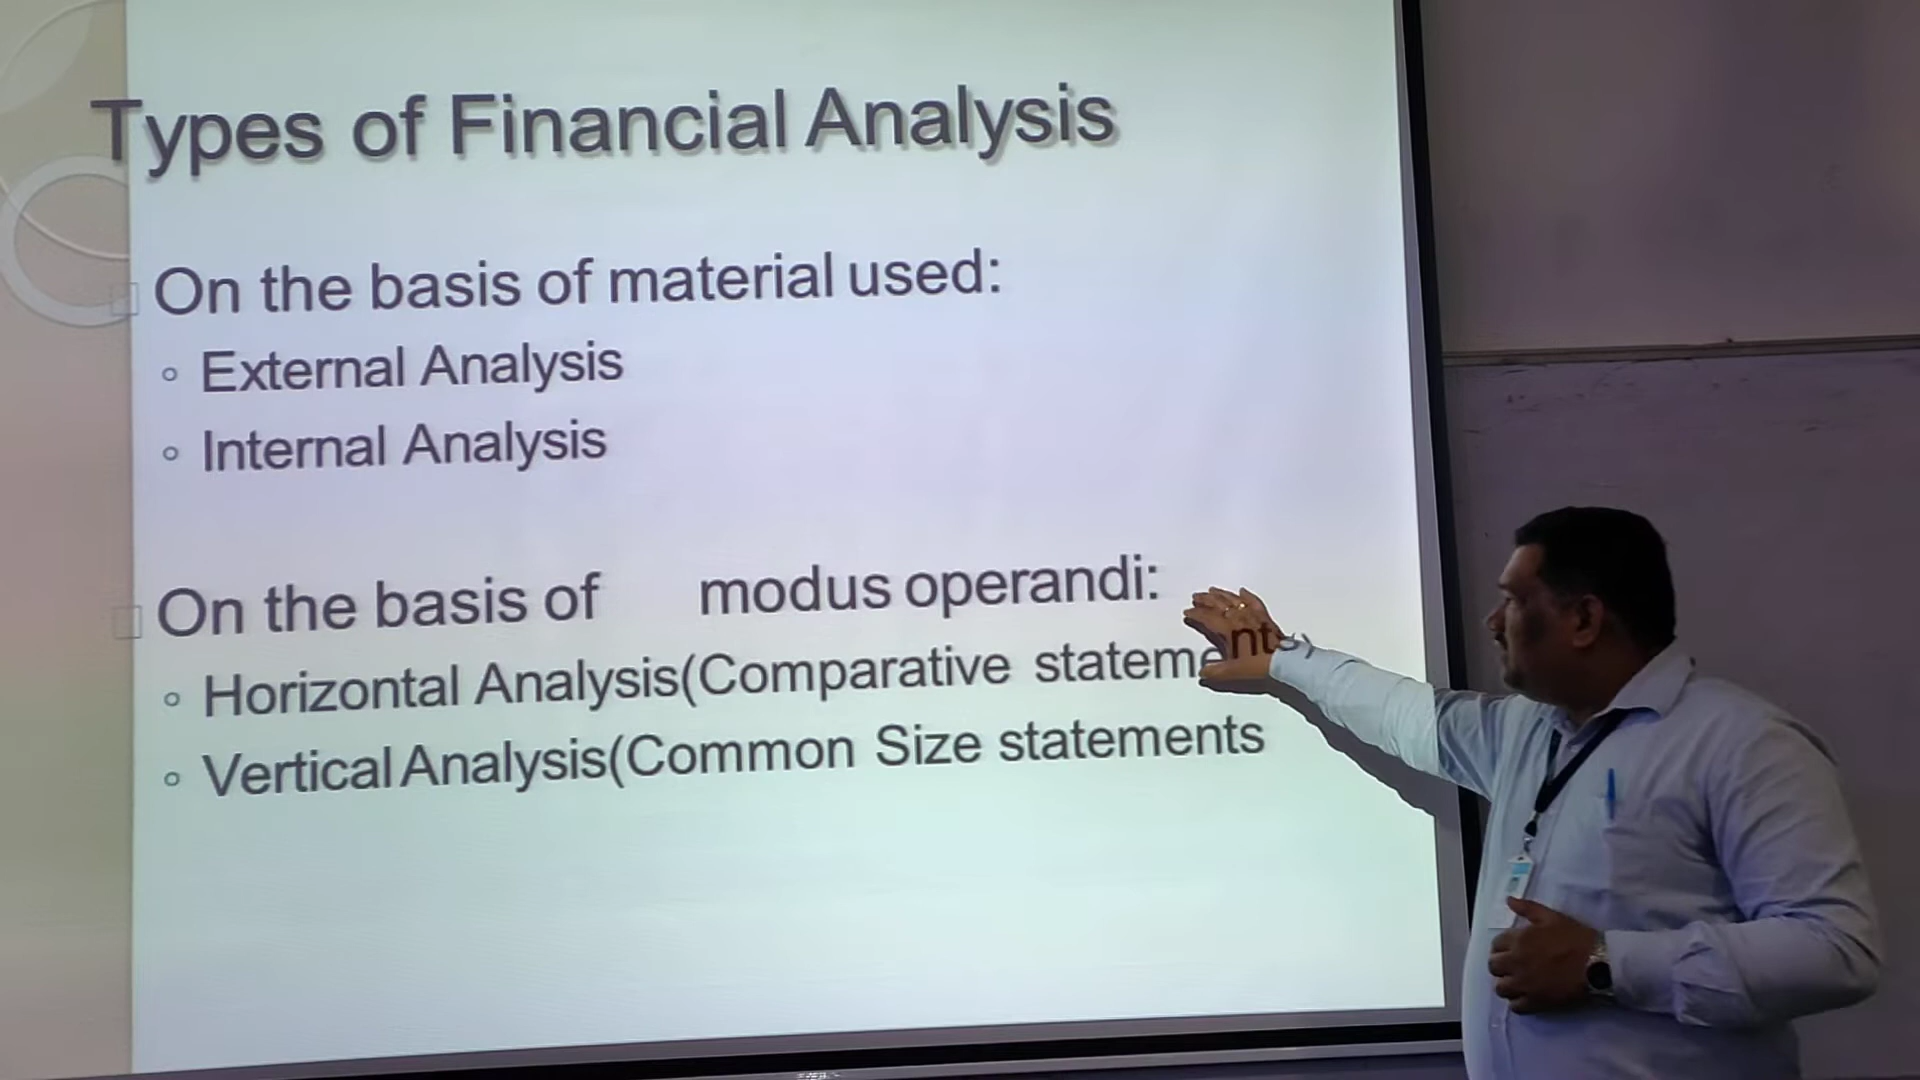 Types of Financial Analysis
On the basis of material used:
External Analysis
Internal Analysis
On the basis of modus operandi:
Horizontal Analysis(Comparative statements)
Vertical Analysis(Common Size statements